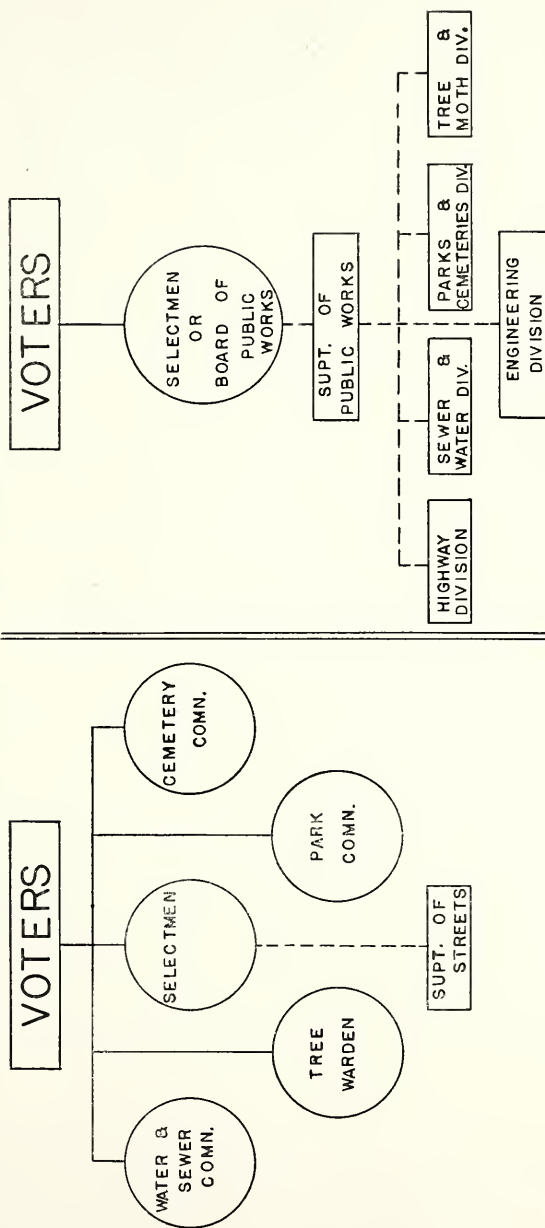 VOTERS
WATER &
SEWER
COMN.
TREE
WARDEN
SELECTMEN
PARK
COMN.
CEMETERY
COMN.
SUPT. OF
STREETS
VOTERS
SELECTMEN
OR
BOARD OF
PUBLIC
WORKS
SUPT. OF
PUBLIC WORKS
HIGHWAY
DIVISION
SEWER &
WATER DIV.
PARKS &
CEMETERIES DIV.
TREE &
MOTH DIV.
ENGINEERING
DIVISION